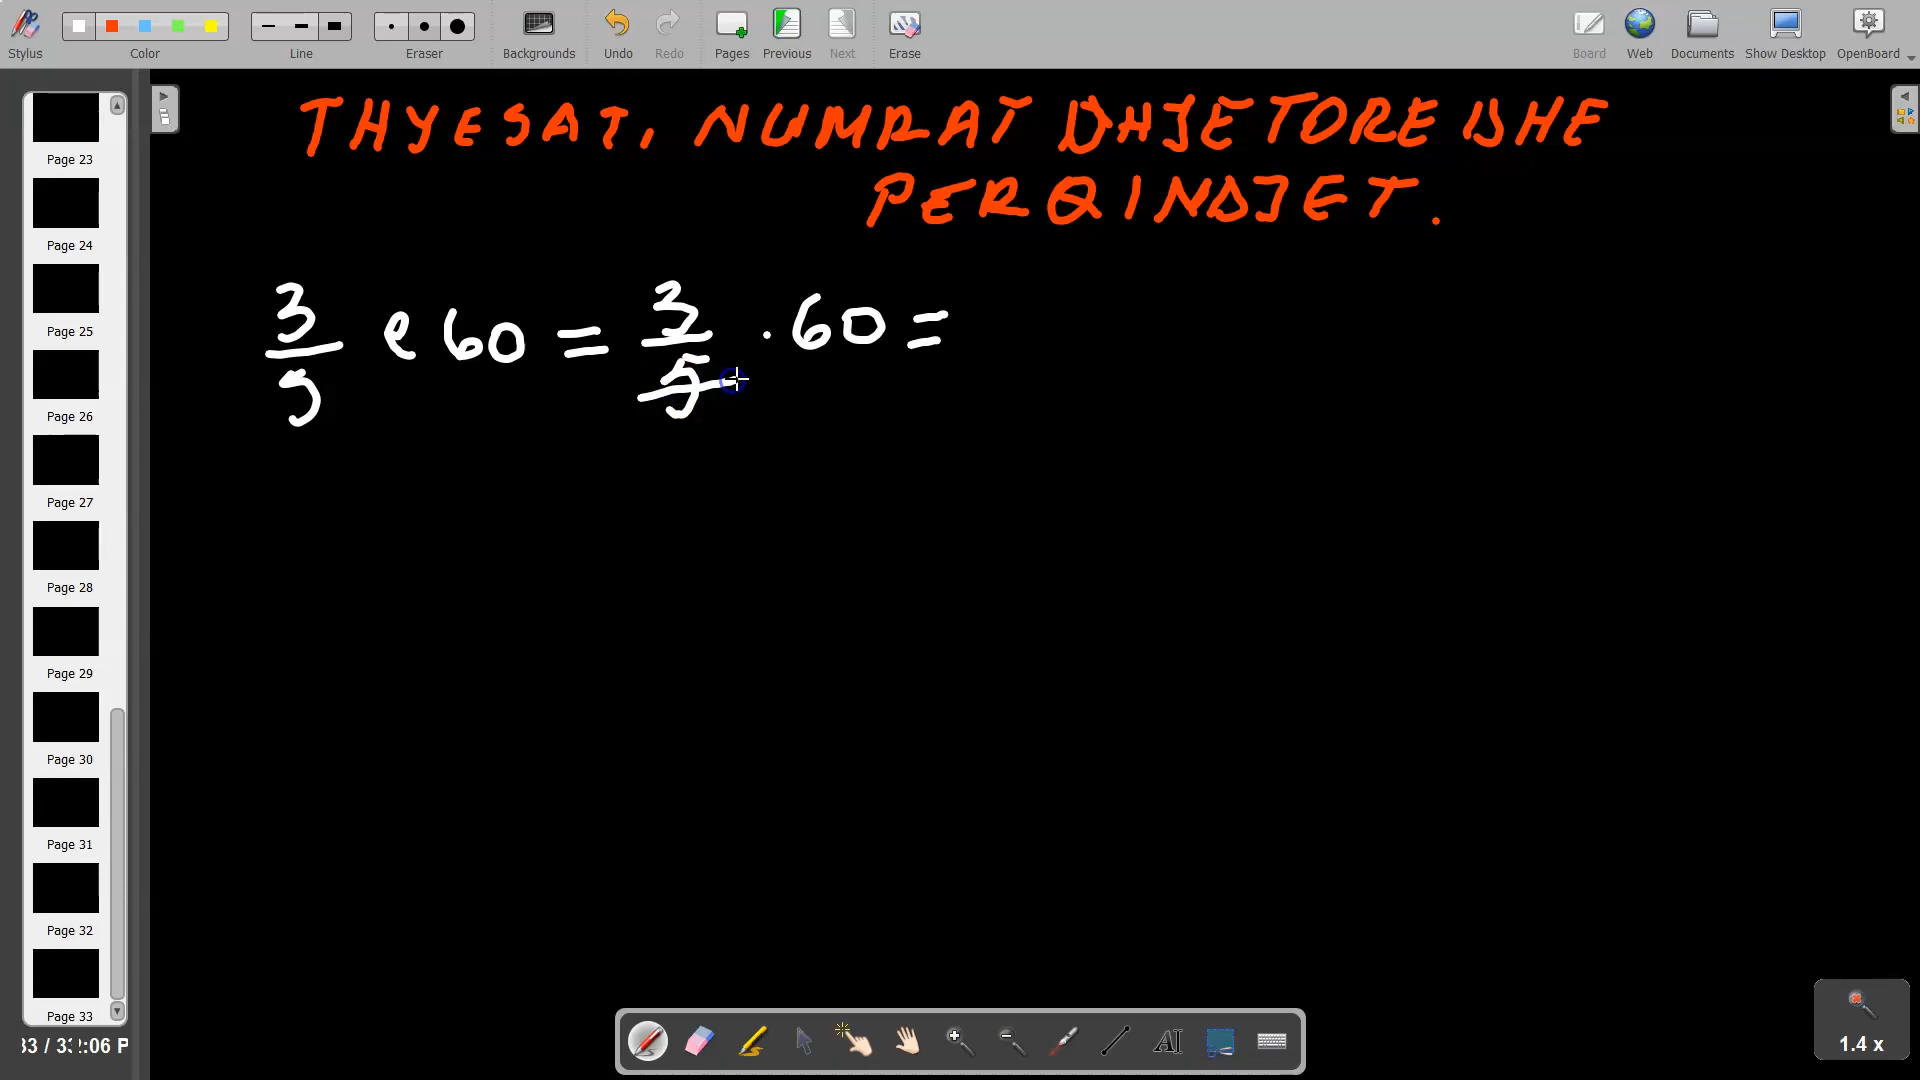 Stylus Color Line Eraser Backgrounds Undo Redo Pages Previous Next Erase Board Web Documents Show Desktop OpenBoard
THYESAT, NUMRAT DHJETORE DHE
PERQINDJET.
3/5 e 60 = 3/5 · 60 =
Page 23
Page 24
Page 25
Page 26
Page 27
Page 28
Page 29
Page 30
Page 31
Page 32
Page 33
1.4 x